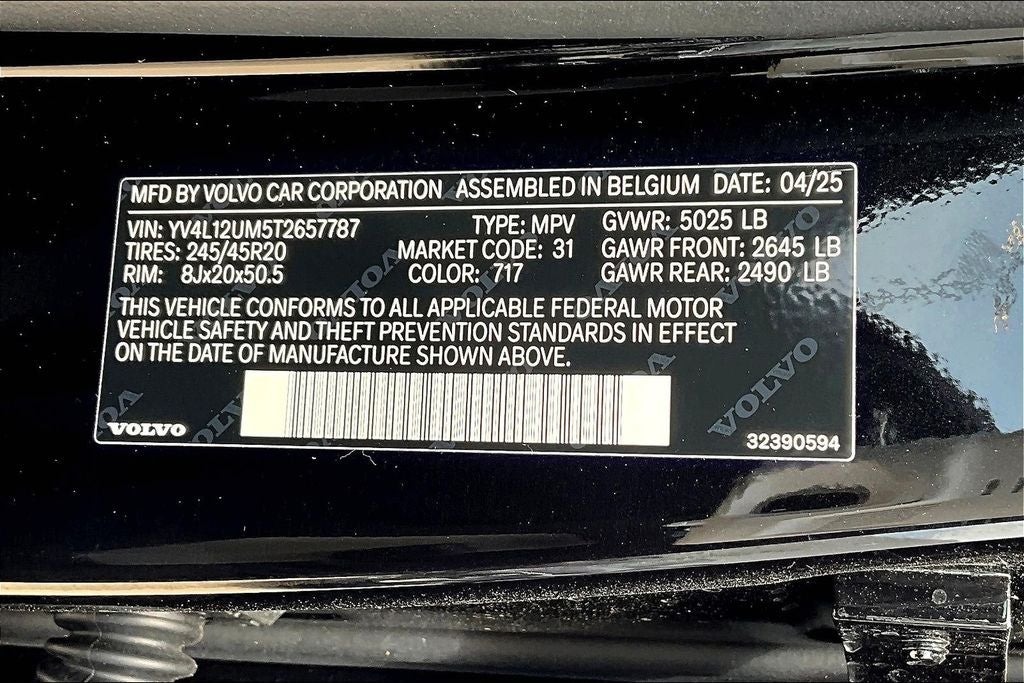 MFD BY VOLVO CAR CORPORATION ASSEMBLED IN BELGIUM DATE: 04/25
VIN: YV4L12UM5T2657787 TYPE: MPV GVWR: 5025 LB
TIRES: 245/45R20 MARKET CODE: 31 GAWR FRONT: 2645 LB
RIM: 8Jx20x50.5 COLOR: 717 GAWR REAR: 2490 LB
THIS VEHICLE CONFORMS TO ALL APPLICABLE FEDERAL MOTOR
VEHICLE SAFETY AND THEFT PREVENTION STANDARDS IN EFFECT
ON THE DATE OF MANUFACTURE SHOWN ABOVE.
VOLVO
VOLVO 32390594